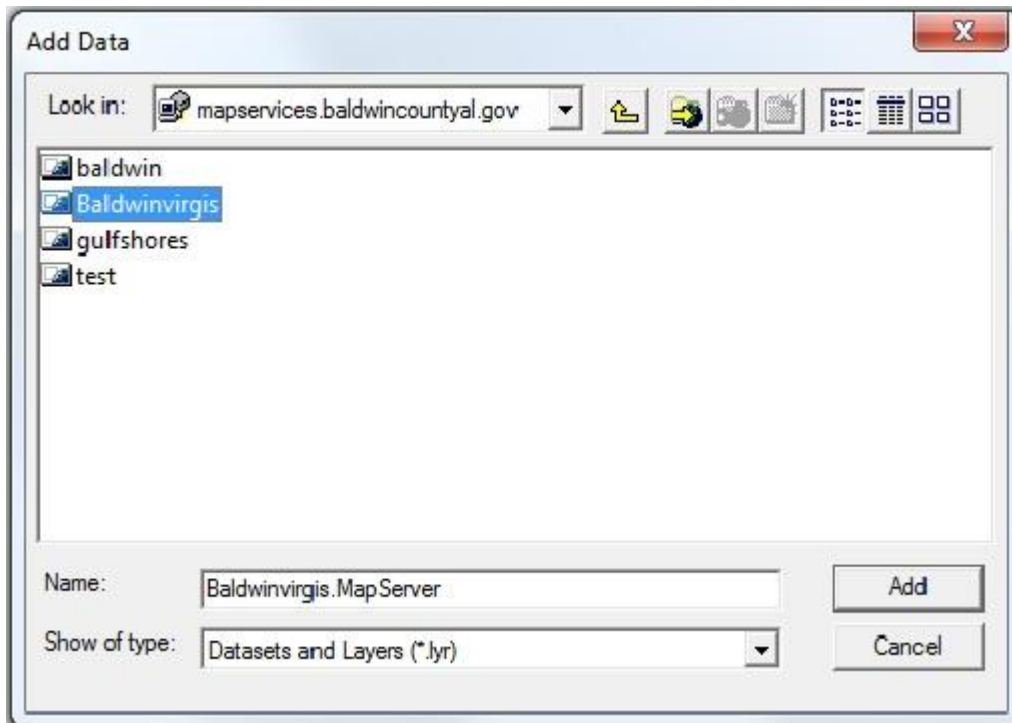 Add Data
Look in: mapservices.baldwincountyal.gov
baldwin
Baldwinvirgis
gulfshores
test
Name: Baldwinvirgis.MapServer Add
Show of type: Datasets and Layers (*.lyr) Cancel